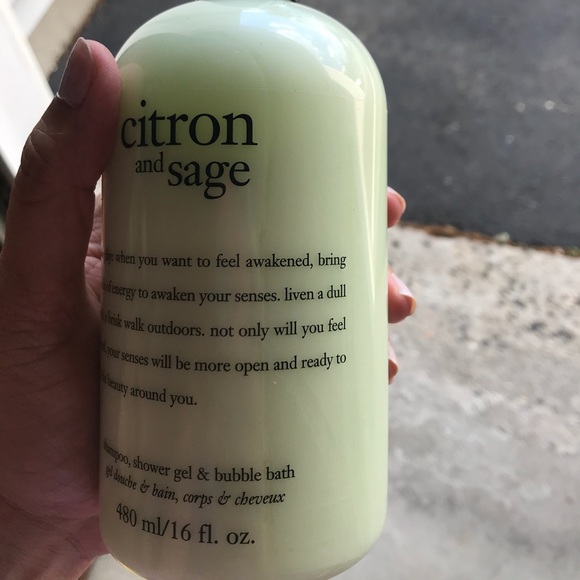 citron
and sage
when you want to feel awakened, bring
of energy to awaken your senses. liven a dull
brisk walk outdoors. not only will you feel
your senses will be more open and ready to
beauty around you.
shampoo, shower gel & bubble bath
gel douche & bain, corps & cheveux
480 ml/16 fl. oz.